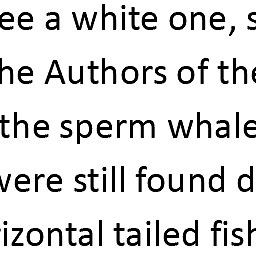 ee a white one, s
he Authors of the
the sperm whale
were still found d
rizontal tailed fish